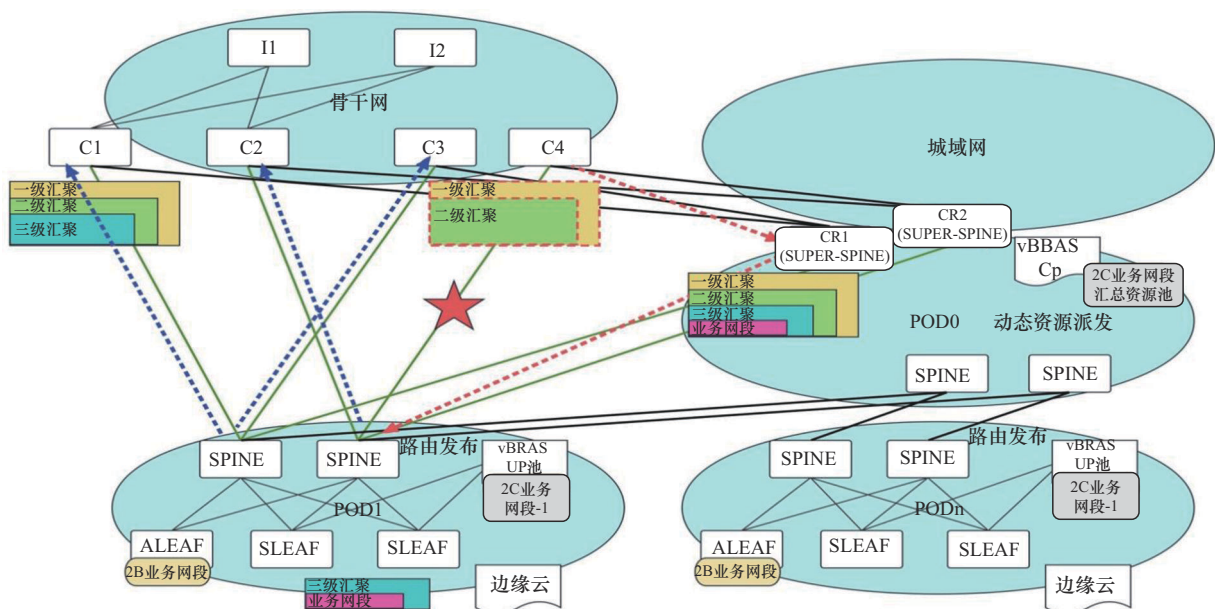 I1
I2
骨干网
C1
C2
C3
C4
城域网
一级汇聚
二级汇聚
三级汇聚
一级汇聚
二级汇聚
CR2
(SUPER-SPINE)
CR1
(SUPER-SPINE)
vBBAS
Cp
2C业务网段
汇总资源池
一级汇聚
二级汇聚
三级汇聚
业务网段
POD0
动态资源派发
SPINE
SPINE
路由发布
SPINE
SPINE
vBRAS
UP池
2C业务
网段-1
POD1
ALEAF
SLEAF
SLEAF
2B业务网段
三级汇聚
业务网段
边缘云
路由发布
SPINE
SPINE
vBRAS
UP池
2C业务
网段-1
PODn
ALEAF
SLEAF
SLEAF
2B业务网段
边缘云